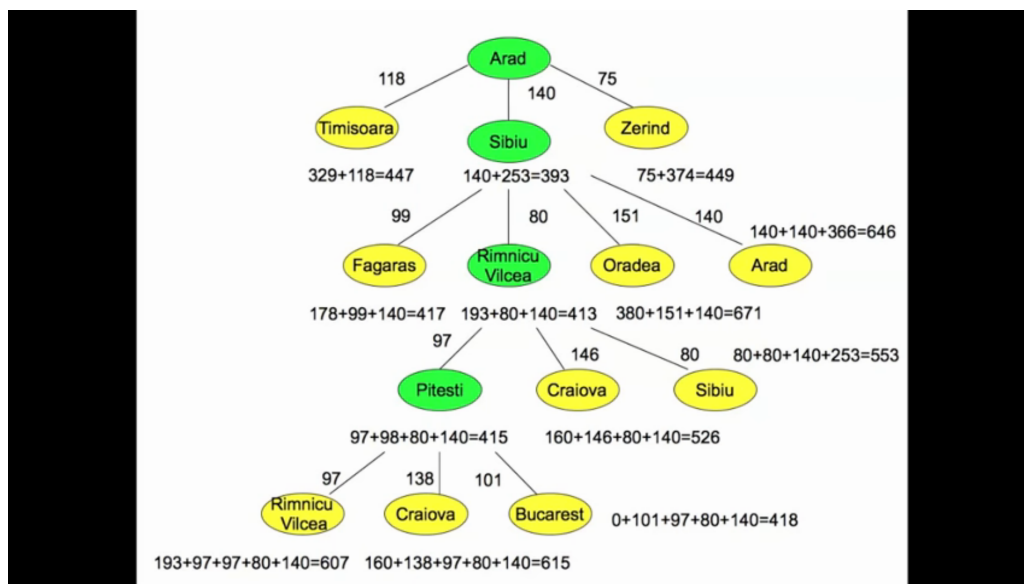 Arad
118
140
75
Timisoara
Sibiu
Zerind
329+118=447
140+253=393
75+374=449
99
80
151
140
140+140+366=646
Fagaras
Rimnicu
Vilcea
Oradea
Arad
178+99+140=417
193+80+140=413
380+151+140=671
97
146
80
80+80+140+253=553
Pitesti
Craiova
Sibiu
97+98+80+140=415
160+146+80+140=526
97
138
101
Rimnicu
Vilcea
Craiova
Bucarest
0+101+97+80+140=418
193+97+97+80+140=607
160+138+97+80+140=615